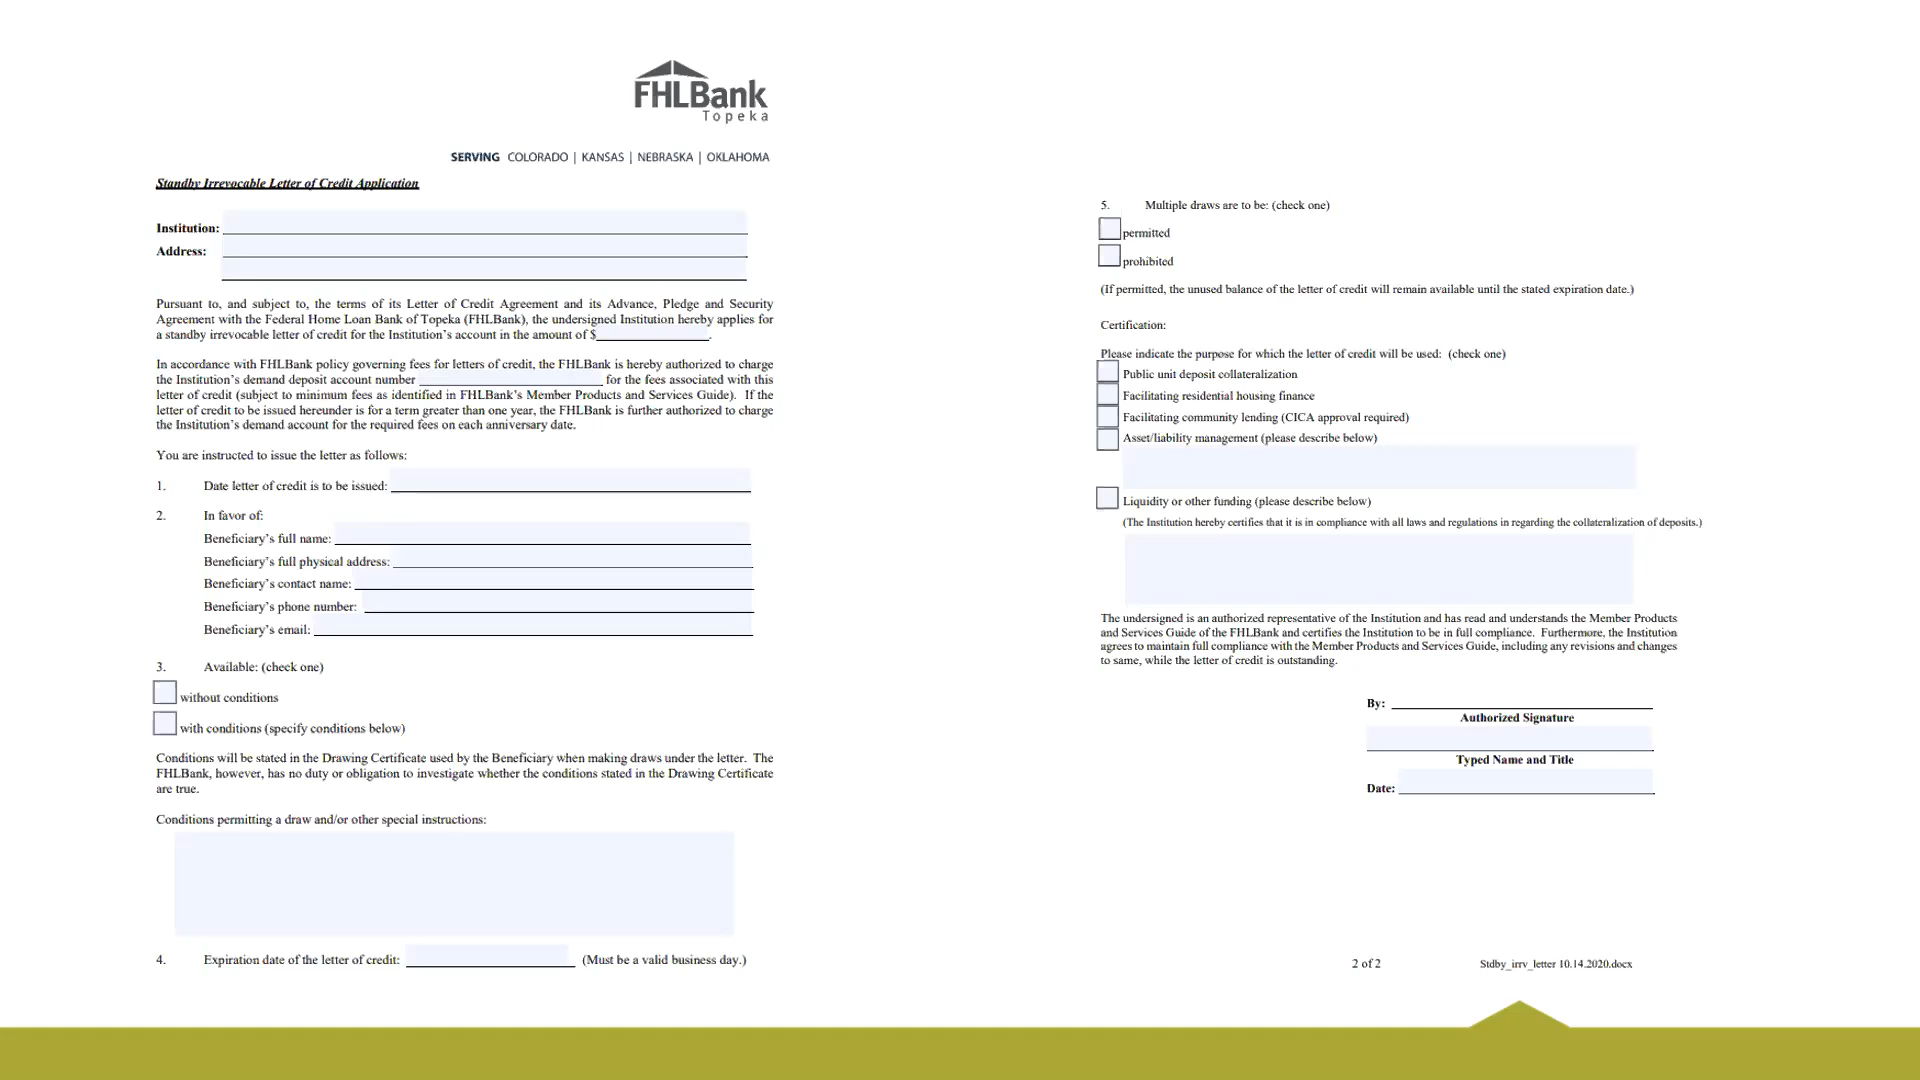 FHLBank
Topeka
SERVING COLORADO | KANSAS | NEBRASKA | OKLAHOMA
Standby Irrevocable Letter of Credit Application
Institution:
Address:
Pursuant to, and subject to, the terms of its Letter of Credit Agreement and its Advance, Pledge and Security
Agreement with the Federal Home Loan Bank of Topeka (FHLBank), the undersigned Institution hereby applies for
a standby irrevocable letter of credit for the Institution's account in the amount of $ .
In accordance with FHLBank policy governing fees for letters of credit, the FHLBank is hereby authorized to charge
the Institution's demand deposit account number for the fees associated with this
letter of credit (subject to minimum fees as identified in FHLBank's Member Products and Services Guide). If the
letter of credit to be issued hereunder is for a term greater than one year, the FHLBank is further authorized to charge
the Institution's demand account for the required fees on each anniversary date.
You are instructed to issue the letter as follows:
1. Date letter of credit is to be issued:
2. In favor of:
Beneficiary's full name:
Beneficiary's full physical address:
Beneficiary's contact name:
Beneficiary's phone number:
Beneficiary's email:
3. Available: (check one)
without conditions
with conditions (specify conditions below)
Conditions will be stated in the Drawing Certificate used by the Beneficiary when making draws under the letter. The
FHLBank, however, has no duty or obligation to investigate whether the conditions stated in the Drawing Certificate
are true.
Conditions permitting a draw and/or other special instructions:
4. Expiration date of the letter of credit: (Must be a valid business day.)
5. Multiple draws are to be: (check one)
permitted
prohibited
(If permitted, the unused balance of the letter of credit will remain available until the stated expiration date.)
Certification:
Please indicate the purpose for which the letter of credit will be used: (check one)
Public unit deposit collateralization
Facilitating residential housing finance
Facilitating community lending (CICA approval required)
Asset/liability management (please describe below)
Liquidity or other funding (please describe below)
(The Institution hereby certifies that it is in compliance with all laws and regulations in regarding the collateralization of deposits.)
The undersigned is an authorized representative of the Institution and has read and understands the Member Products
and Services Guide of the FHLBank and certifies the Institution to be in full compliance. Furthermore, the Institution
agrees to maintain full compliance with the Member Products and Services Guide, including any revisions and changes
to same, while the letter of credit is outstanding.
By:
Authorized Signature
Typed Name and Title
Date:
2 of 2 Stdby_irrv_letter 10.14.2020.docx